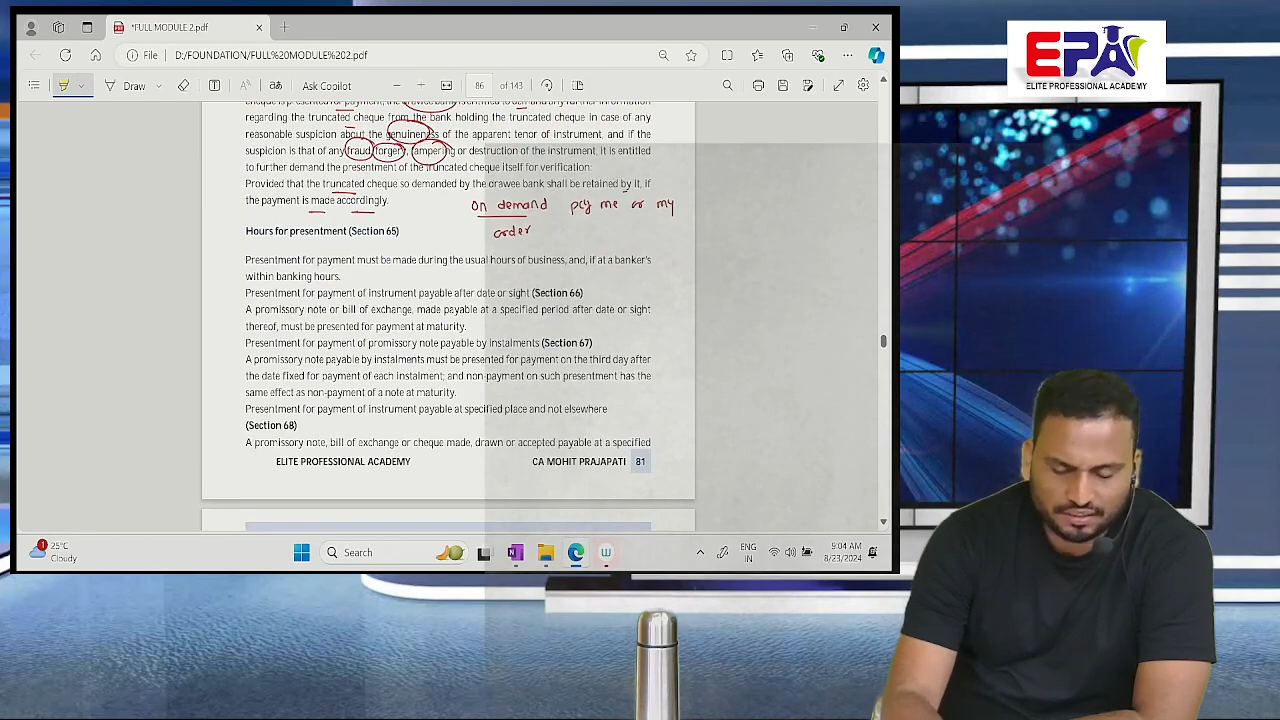 *FULL MODULE 2.pdf
File
86 of 143
Draw
Ask Copilot
regarding the truncated cheque from the bank holding the truncated cheque in case of any
reasonable suspicion about the genuineness of the apparent tenor of instrument, and if the
suspicion is that of any fraud, forgery, tampering or destruction of the instrument, it is entitled
to further demand the presentment of the truncated cheque itself for verification:
Provided that the truncated cheque so demanded by the drawee bank shall be retained by it, if
the payment is made accordingly.
On demand pay me or my
order
Hours for presentment (Section 65)
Presentment for payment must be made during the usual hours of business, and, if at a banker's
within banking hours.
Presentment for payment of instrument payable after date or sight (Section 66)
A promissory note or bill of exchange, made payable at a specified period after date or sight
thereof, must be presented for payment at maturity.
Presentment for payment of promissory note payable by instalments (Section 67)
A promissory note payable by instalments must be presented for payment on the third day after
the date fixed for payment of each instalment; and non-payment on such presentment has the
same effect as non-payment of a note at maturity.
Presentment for payment of instrument payable at specified place and not elsewhere
(Section 68)
A promissory note, bill of exchange or cheque made, drawn or accepted payable at a specified
ELITE PROFESSIONAL ACADEMY CA MOHIT PRAJAPATI 81
1
25°C
Cloudy
Search
ENG
IN
9:04 AM
8/23/2024
EPA
ELITE PROFESSIONAL ACADEMY